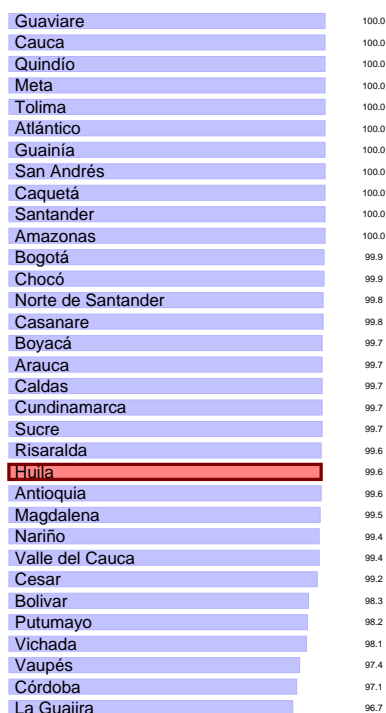 Guaviare 100.0
Cauca 100.0
Quindío 100.0
Meta 100.0
Tolima 100.0
Atlántico 100.0
Guainía 100.0
San Andrés 100.0
Caquetá 100.0
Santander 100.0
Amazonas 100.0
Bogotá 99.9
Chocó 99.9
Norte de Santander 99.8
Casanare 99.8
Boyacá 99.7
Arauca 99.7
Caldas 99.7
Cundinamarca 99.7
Sucre 99.7
Risaralda 99.6
Huila 99.6
Antioquia 99.6
Magdalena 99.5
Nariño 99.4
Valle del Cauca 99.4
Cesar 99.2
Bolivar 98.3
Putumayo 98.2
Vichada 98.1
Vaupés 97.4
Córdoba 97.1
La Guajira 96.7